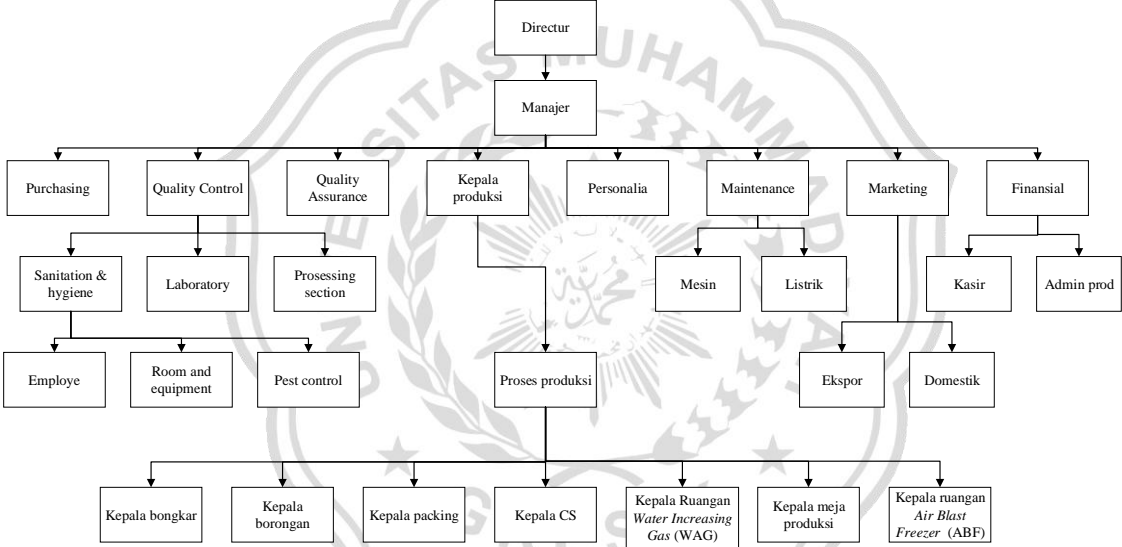 Directur
Manajer
Purchasing
Quality Control
Quality
Assurance
Kepala
produksi
Personalia
Maintenance
Marketing
Finansial
Sanitation &
hygiene
Laboratory
Prosessing
section
Mesin
Listrik
Kasir
Admin prod
Employe
Room and
equipment
Pest control
Proses produksi
Ekspor
Domestik
Kepala bongkar
Kepala
borongan
Kepala packing
Kepala CS
Kepala Ruangan
Water Increasing
Gas (WAG)
Kepala meja
produksi
Kepala ruangan
Air Blast
Freezer (ABF)